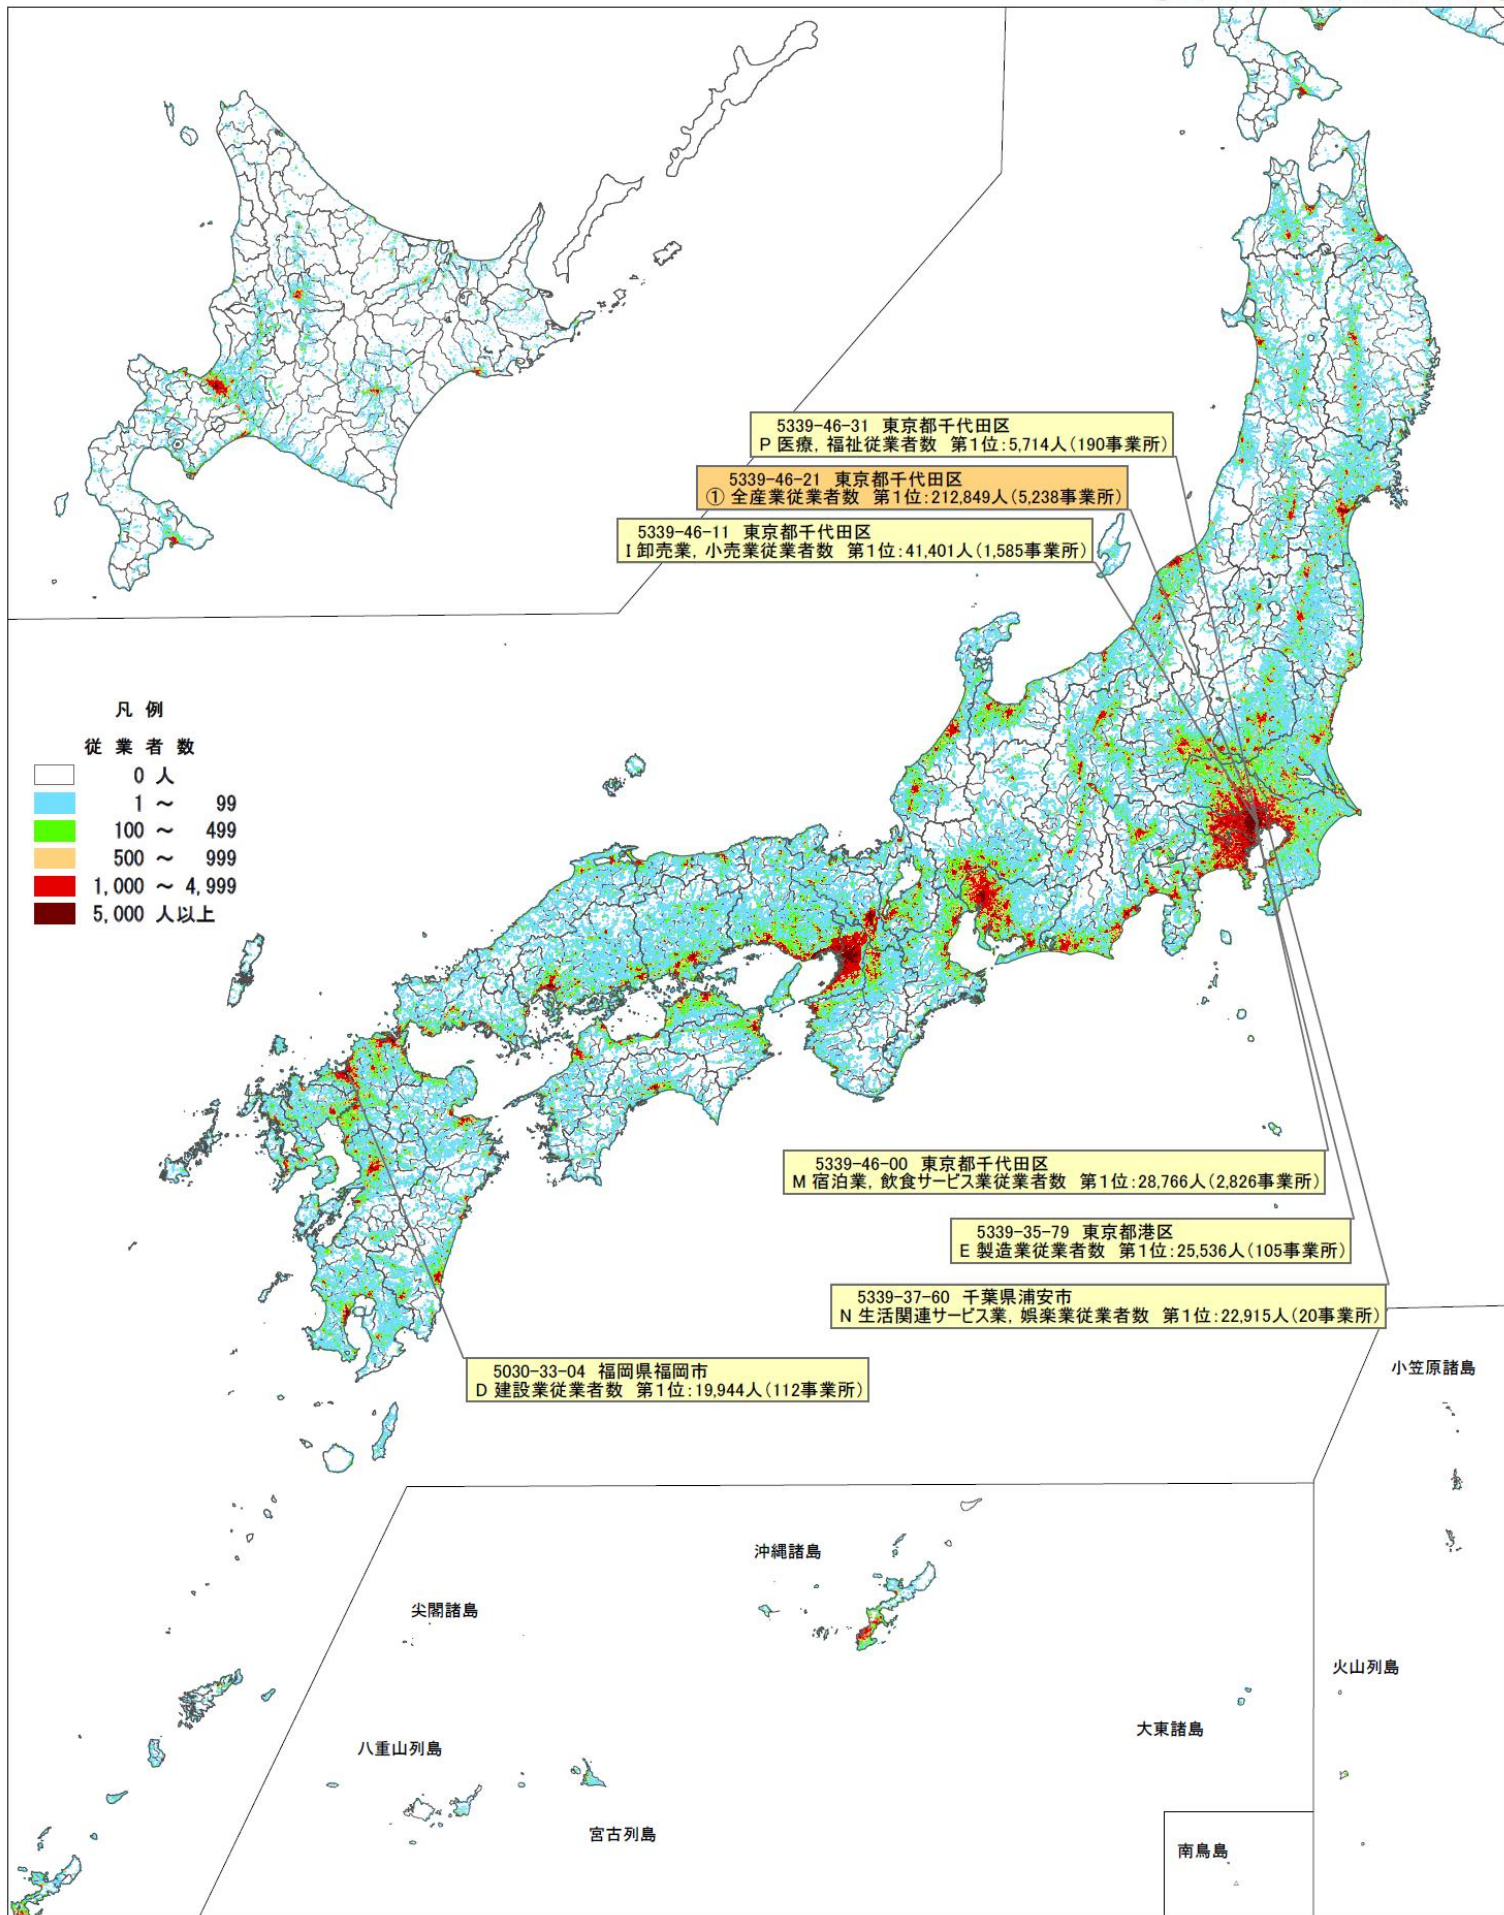 5339-46-31 東京都千代田区
P 医療, 福祉従業者数 第1位:5,714人(190事業所)
5339-46-21 東京都千代田区
① 全産業従業者数 第1位:212,849人(5,238事業所)
5339-46-11 東京都千代田区
I 卸売業, 小売業従業者数 第1位:41,401人(1,585事業所)
凡 例
従 業 者 数
0 人
1 ～ 99
100 ～ 499
500 ～ 999
1,000 ～ 4,999
5,000 人以上
5339-46-00 東京都千代田区
M 宿泊業, 飲食サービス業従業者数 第1位:28,766人(2,826事業所)
5339-35-79 東京都港区
E 製造業従業者数 第1位:25,536人(105事業所)
5339-37-60 千葉県浦安市
N 生活関連サービス業, 娯楽業従業者数 第1位:22,915人(20事業所)
5030-33-04 福岡県福岡市
D 建設業従業者数 第1位:19,944人(112事業所)
小笠原諸島
沖縄諸島
尖閣諸島
火山列島
大東諸島
八重山列島
宮古列島
南鳥島